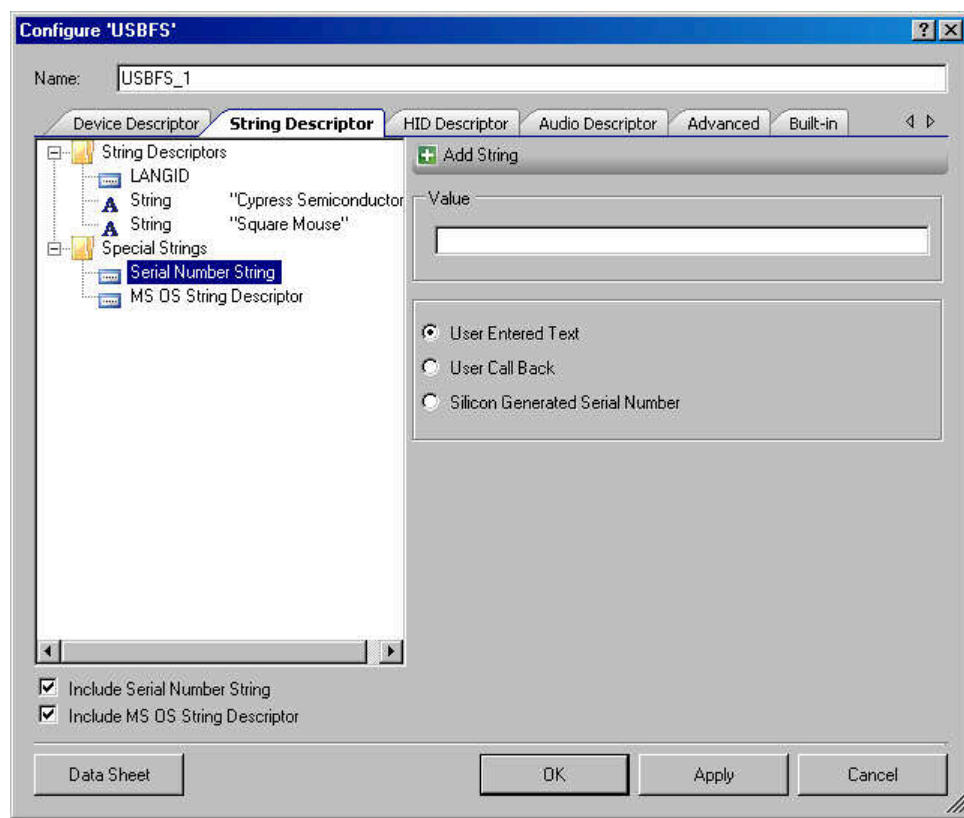 Configure 'USBFS'
Name: USBFS_1
Device Descriptor String Descriptor HID Descriptor Audio Descriptor Advanced Built-in
String Descriptors
LANGID
String "Cypress Semiconductor
String "Square Mouse"
Special Strings
Serial Number String
MS OS String Descriptor
Add String
Value
User Entered Text
User Call Back
Silicon Generated Serial Number
Include Serial Number String
Include MS OS String Descriptor
Data Sheet OK Apply Cancel